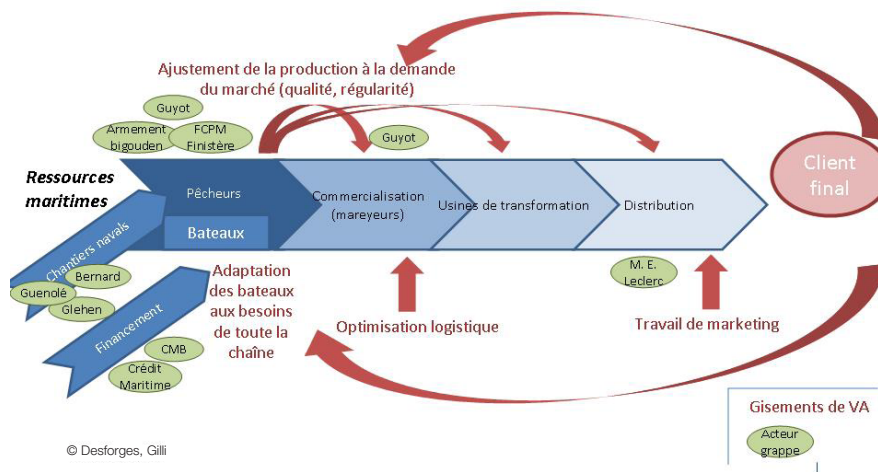 Ajustement de la production à la demande
du marché (qualité, régularité)
Guyot
Armement
bigouden
FCPM
Finistère
Guyot
Ressources
maritimes
Pêcheurs
Bateaux
Commercialisation
(mareyeurs)
Usines de transformation
Distribution
Client
final
Chantiers navals
Bernard
Guenolé
Glehen
Financement
CMB
Crédit
Maritime
Adaptation
des bateaux
aux besoins
de toute la
chaîne
Optimisation logistique
M. E.
Leclerc
Travail de marketing
Gisements de VA
Acteur
grappe
© Desforges, Gilli